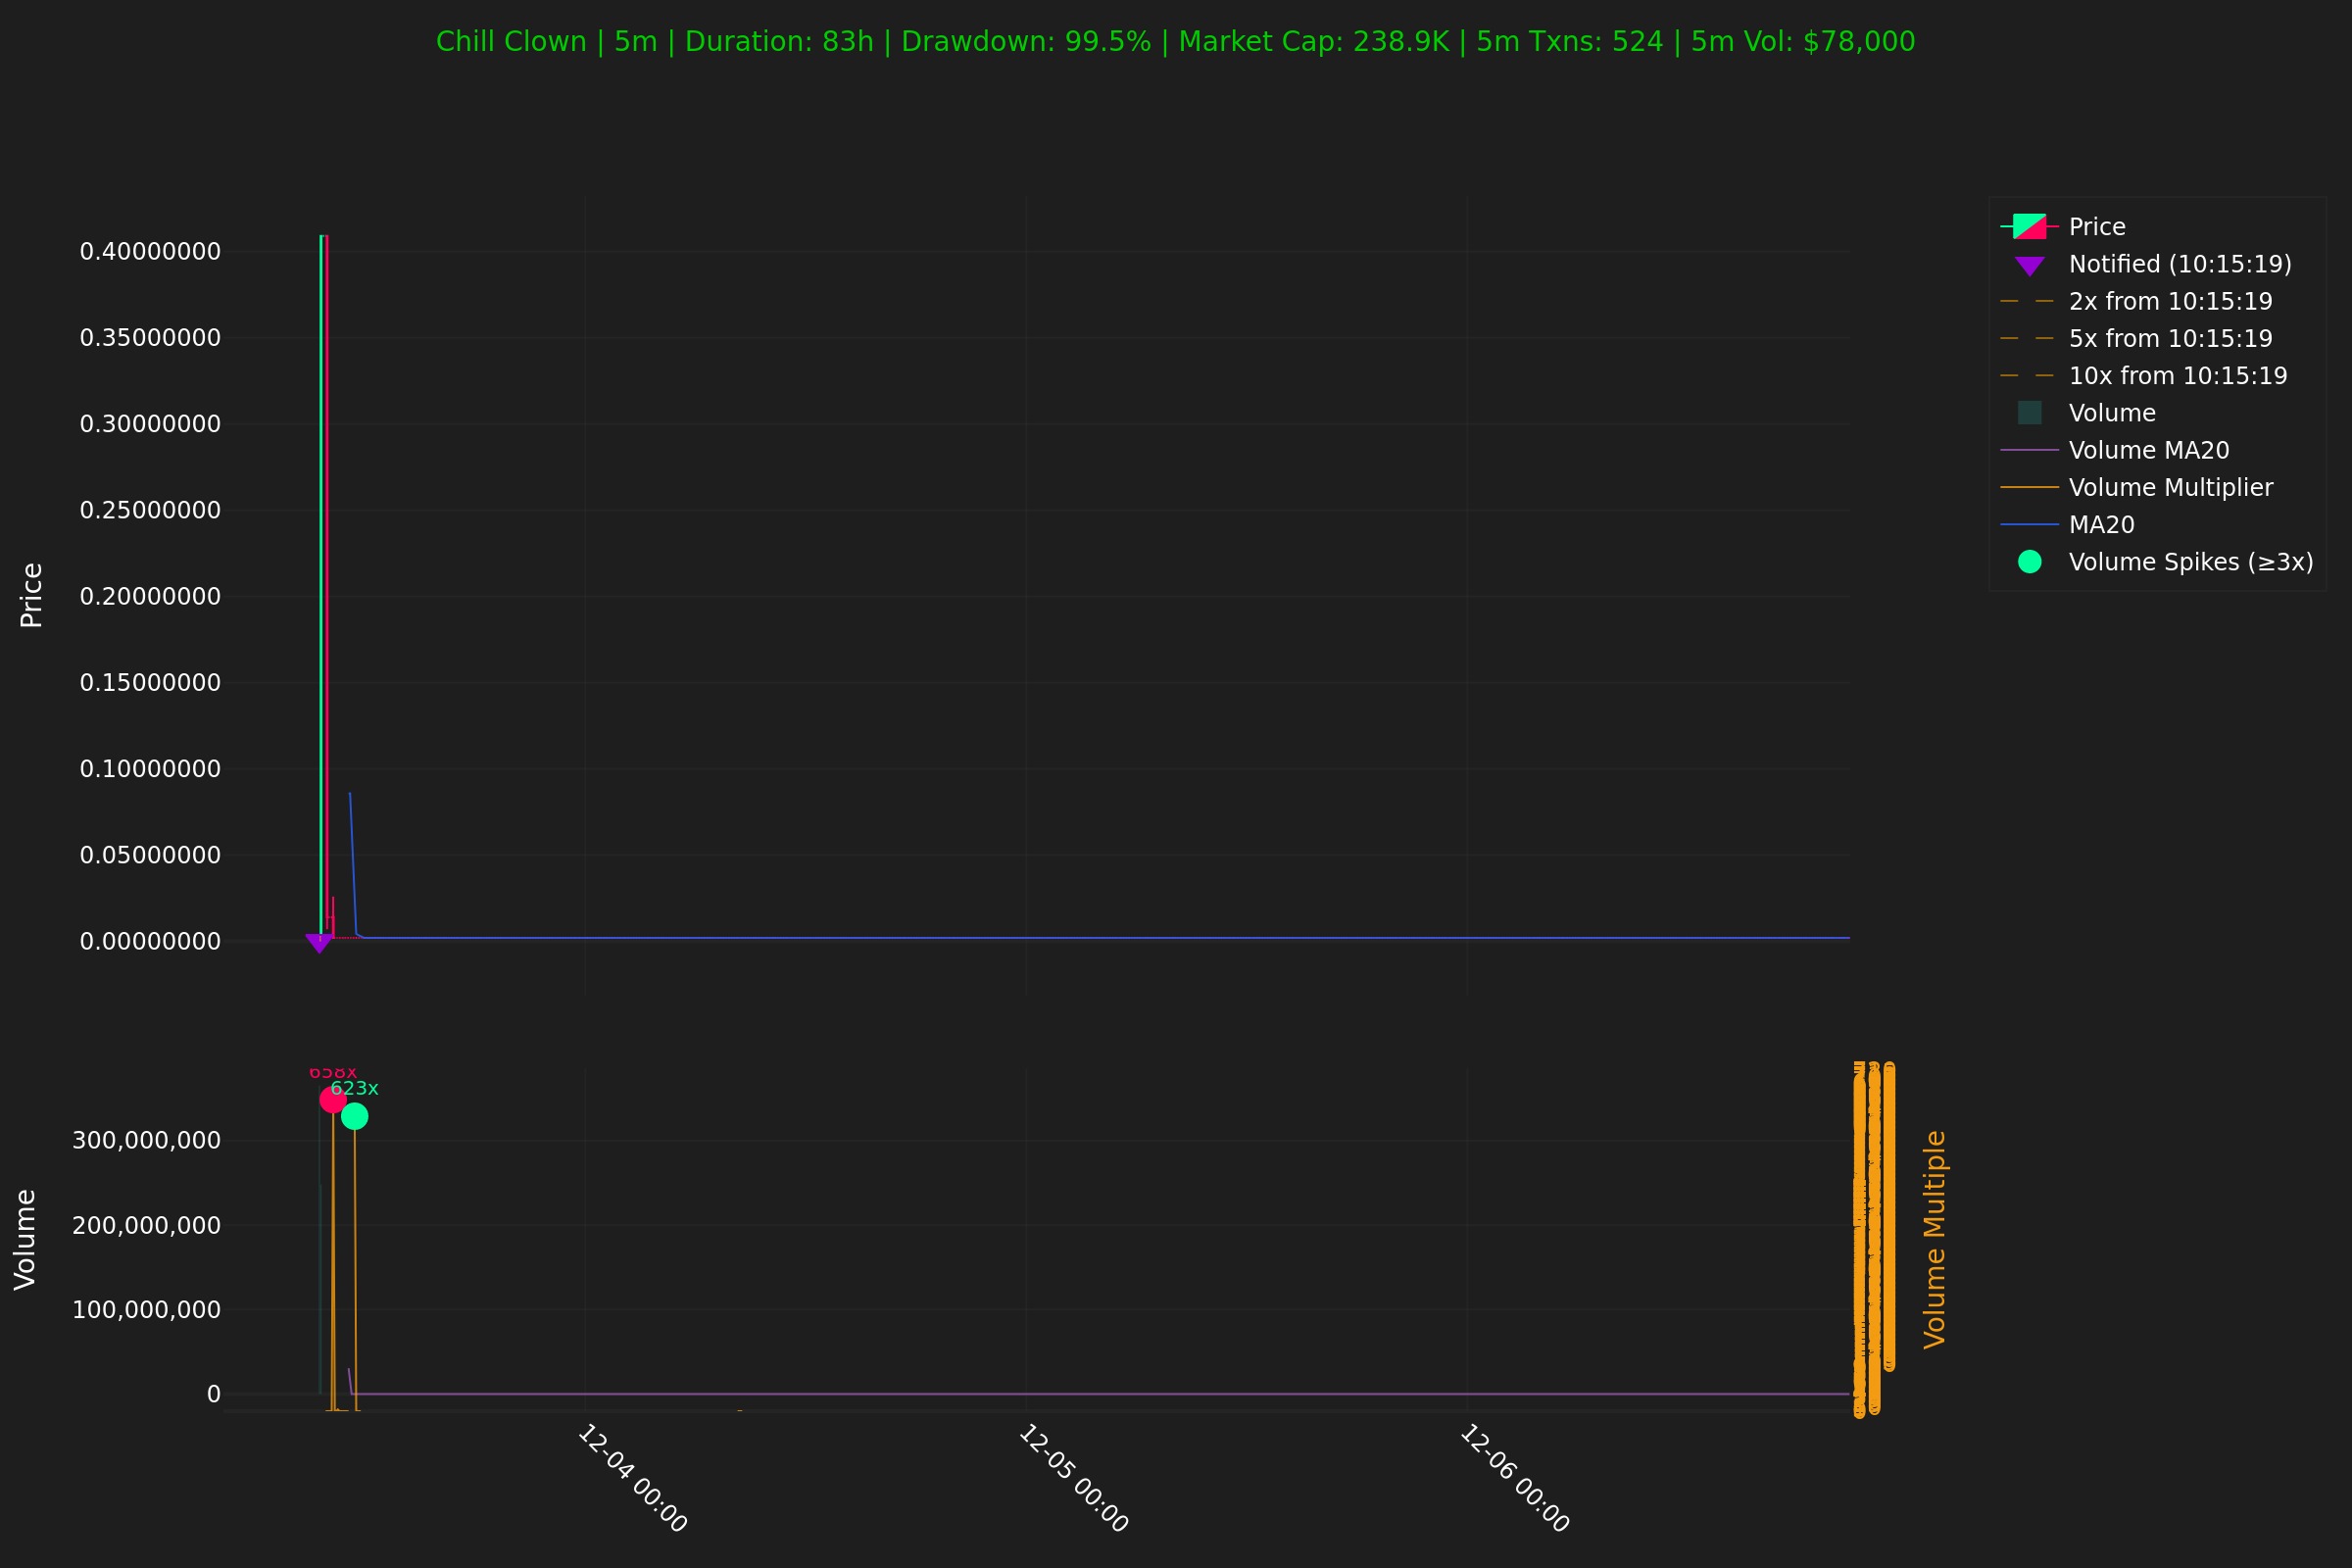 Chill Clown | 5m | Duration: 83h | Drawdown: 99.5% | Market Cap: 238.9K | 5m Txns: 524 | 5m Vol: $78,000
Price
0.40000000
0.35000000
0.30000000
0.25000000
0.20000000
0.15000000
0.10000000
0.05000000
0.00000000
Price
Notified (10:15:19)
2x from 10:15:19
5x from 10:15:19
10x from 10:15:19
Volume
Volume MA20
Volume Multiplier
MA20
Volume Spikes (≥3x)
Volume
300,000,000
200,000,000
100,000,000
0
658x
623x
Volume Multiple
12-04 00:00
12-05 00:00
12-06 00:00